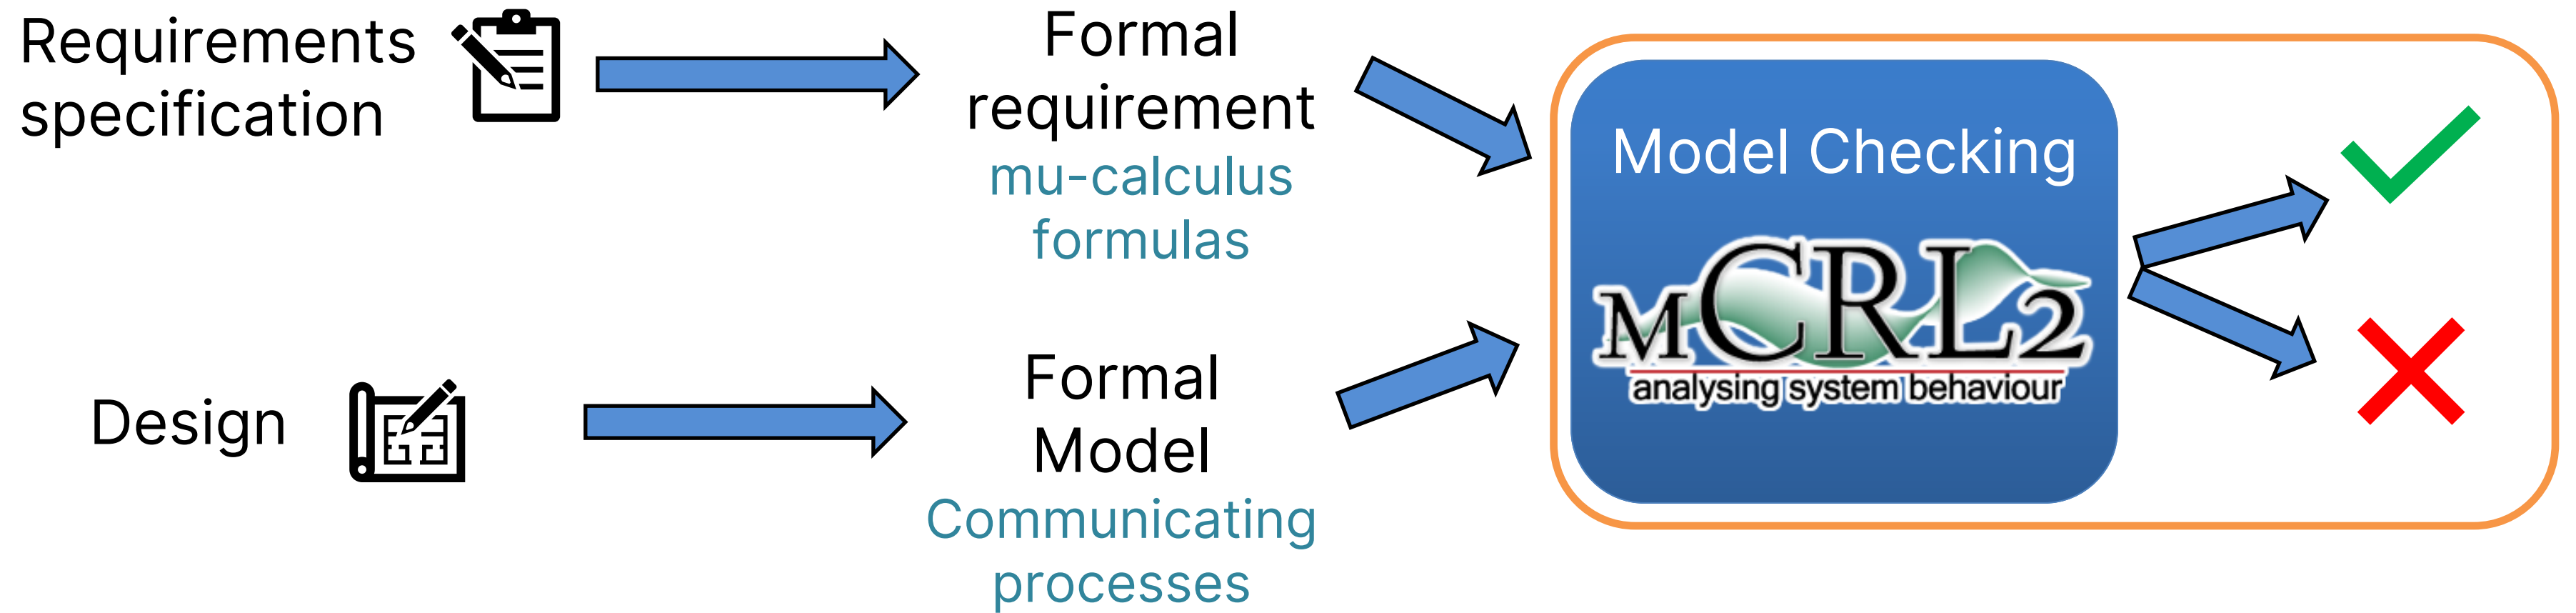 Requirements
specification
Formal
requirement
mu-calculus
formulas
Design
Formal
Model
Communicating
processes
Model Checking
mCRL2
analysing system behaviour